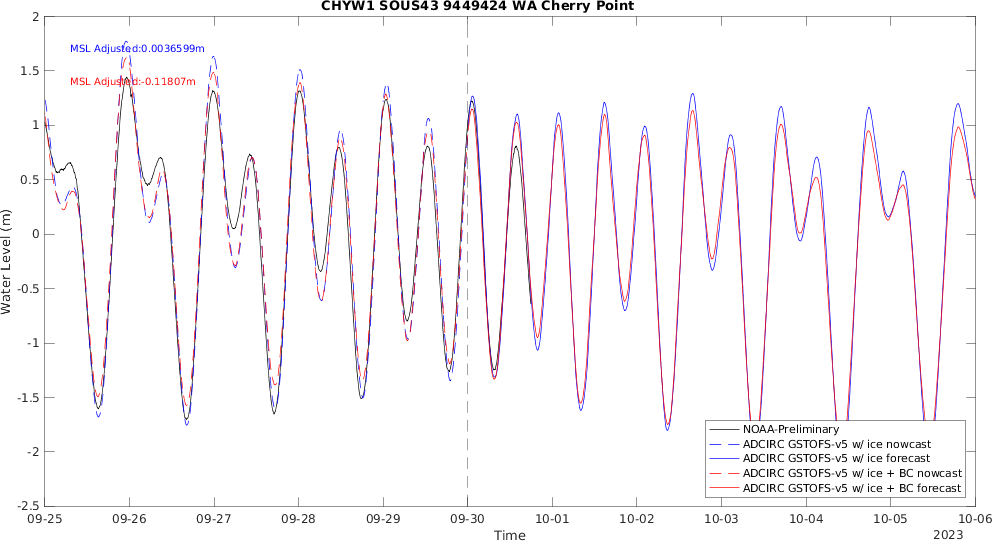 CHYW1 SOUS43 9449424 WA Cherry Point
2
1.5
1
0.5
0
-0.5
-1
-1.5
-2
-2.5
Water Level (m)
MSL Adjusted:0.0036599m
MSL Adjusted:-0.11807m
NOAA-Preliminary
ADCIRC GSTOFS-v5 w/ ice nowcast
ADCIRC GSTOFS-v5 w/ ice forecast
ADCIRC GSTOFS-v5 w/ ice + BC nowcast
ADCIRC GSTOFS-v5 w/ ice + BC forecast
09-25 09-26 09-27 09-28 09-29 09-30 10-01 10-02 10-03 10-04 10-05 10-06
Time
2023